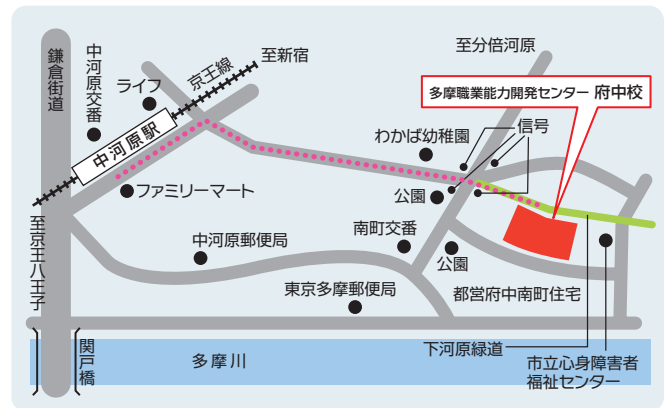 鎌倉街道
中河原交番
ライフ
京王線
至新宿
至分倍河原
多摩職業能力開発センター 府中校
中河原駅
信号
わかば幼稚園
ファミリーマート
公園
至京王八王子
中河原郵便局
南町交番
公園
東京多摩郵便局
都営府中南町住宅
関戸橋
多摩川
下河原緑道
市立心身障害者
福祉センター